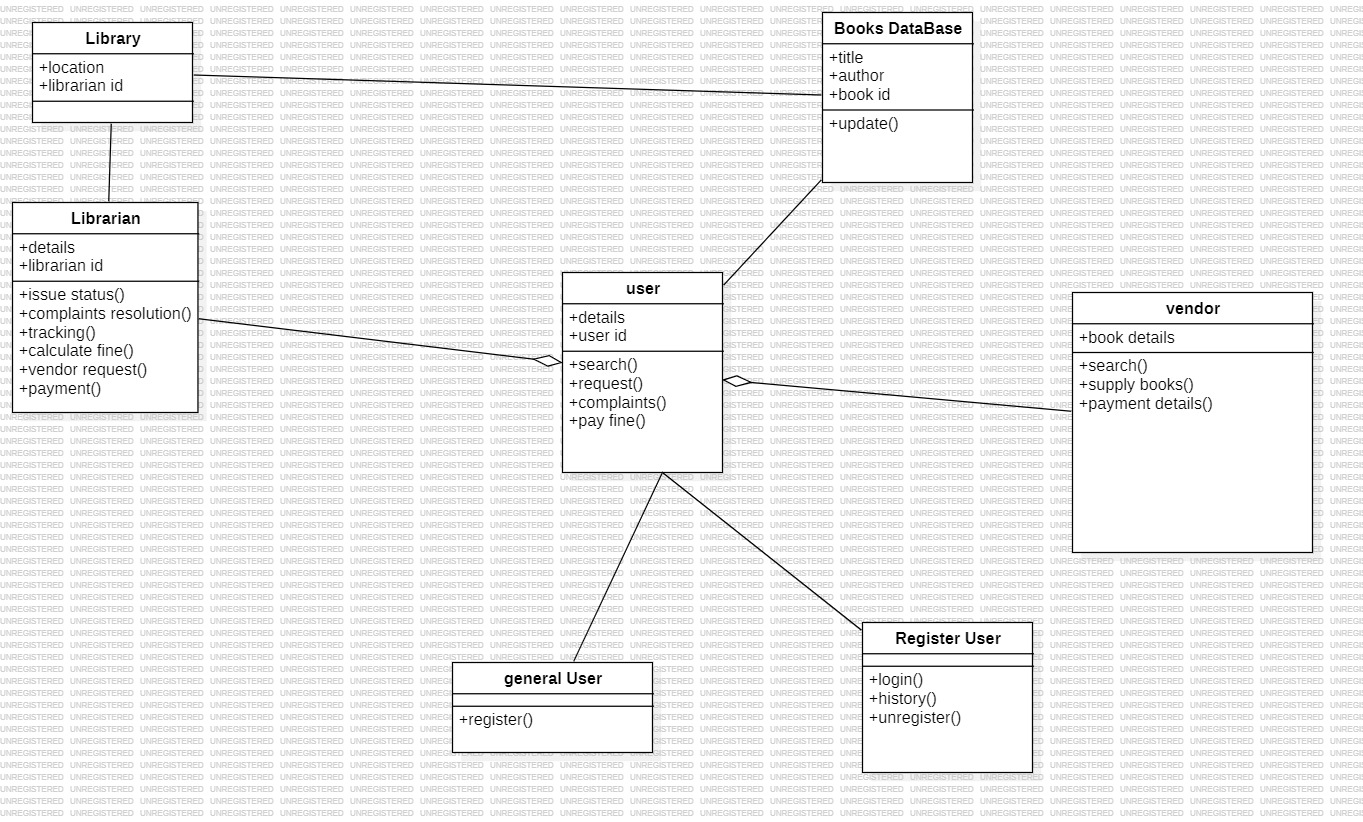 Library
+location
+librarian id
Books DataBase
+title
+author
+book id
+update()
Librarian
+details
+librarian id
+issue status()
+complaints resolution()
+tracking()
+calculate fine()
+vendor request()
+payment()
user
+details
+user id
+search()
+request()
+complaints()
+pay fine()
vendor
+book details
+search()
+supply books()
+payment details()
general User
+register()
Register User
+login()
+history()
+unregister()
UNREGISTERED